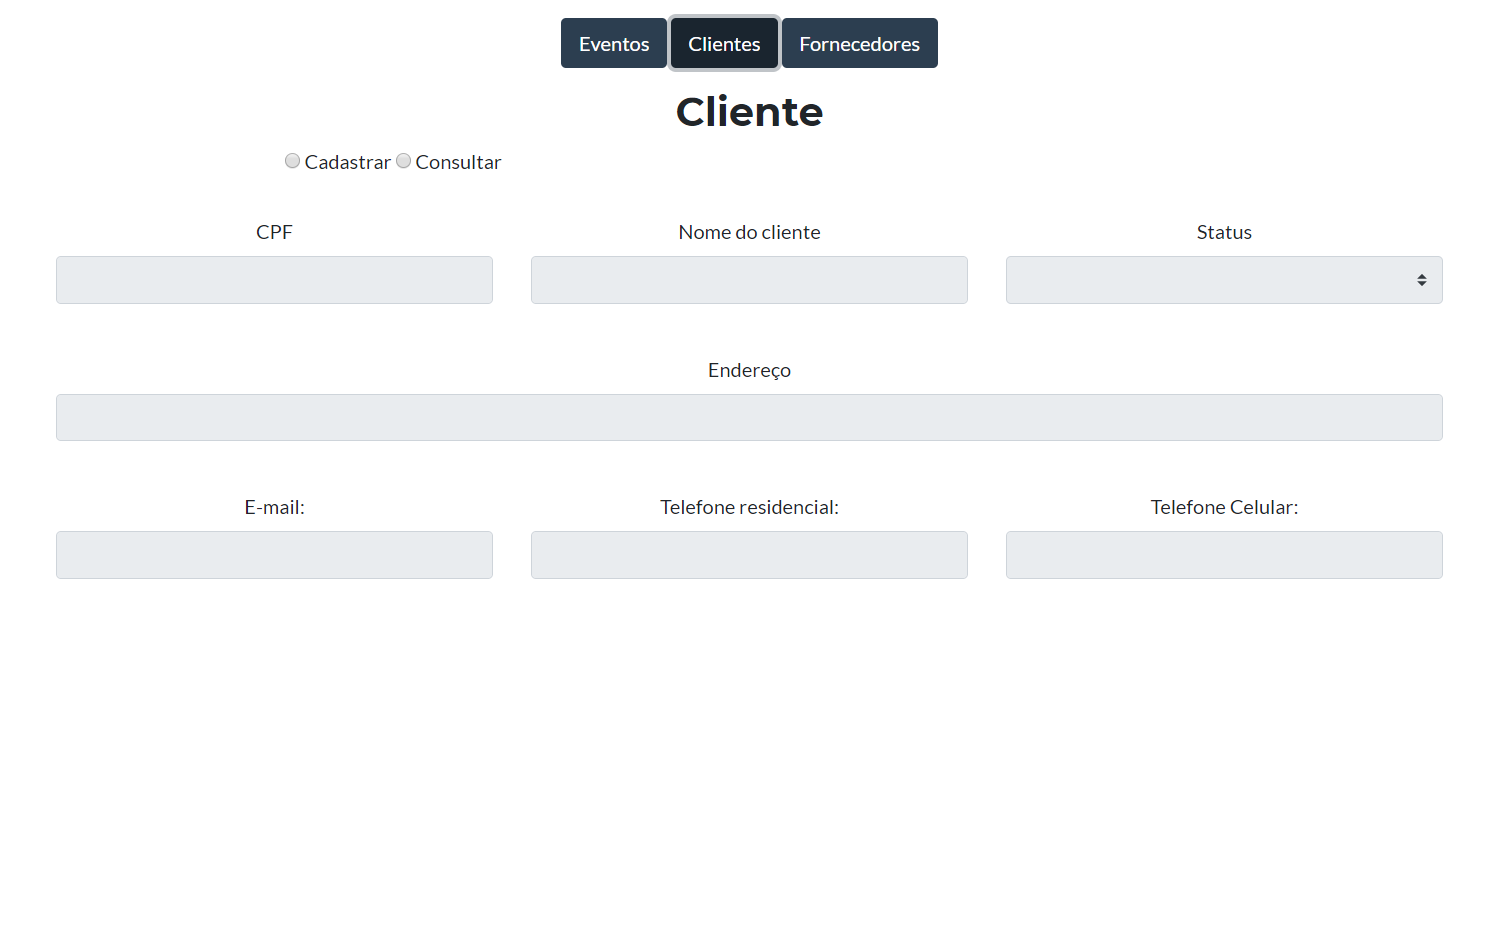 Eventos Clientes Fornecedores
Cliente
Cadastrar Consultar
CPF Nome do cliente Status
Endereço
E-mail: Telefone residencial: Telefone Celular: